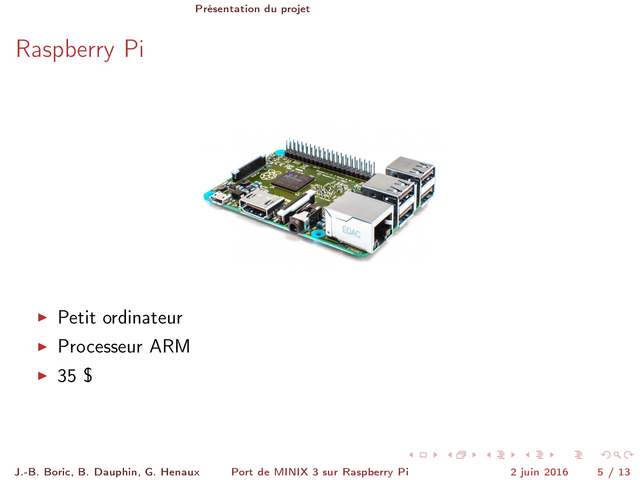 Présentation du projet
Raspberry Pi
EDAC
Petit ordinateur
Processeur ARM
35 $
J.-B. Boric, B. Dauphin, G. Henaux Port de MINIX 3 sur Raspberry Pi 2 juin 2016 5 / 13